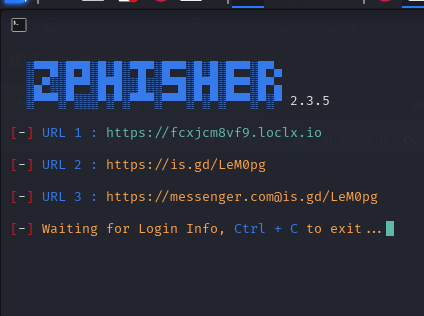 ZPHISHER 2.3.5
[-] URL 1 : https://fcxjcm8vf9.loclx.io
[-] URL 2 : https://is.gd/LeM0pg
[-] URL 3 : https://messenger.com@is.gd/LeM0pg
[-] Waiting for Login Info, Ctrl + C to exit...